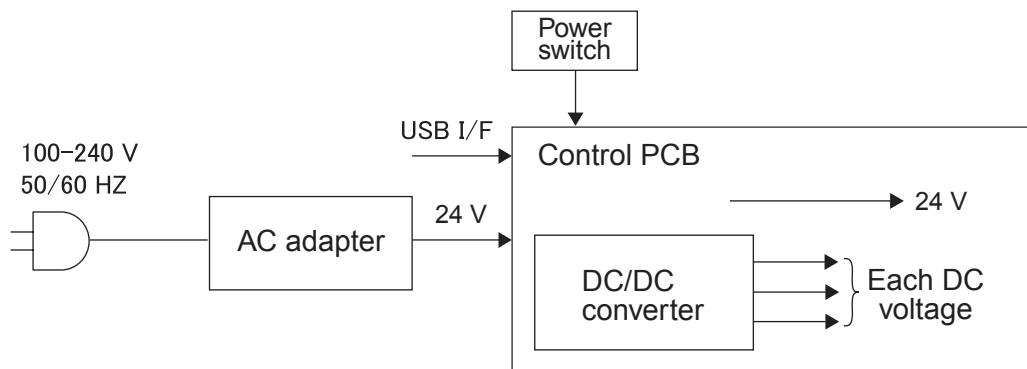 Power
switch
USB I/F
Control PCB
100-240 V
50/60 HZ
24 V
24 V
AC adapter
DC/DC
converter
Each DC
voltage